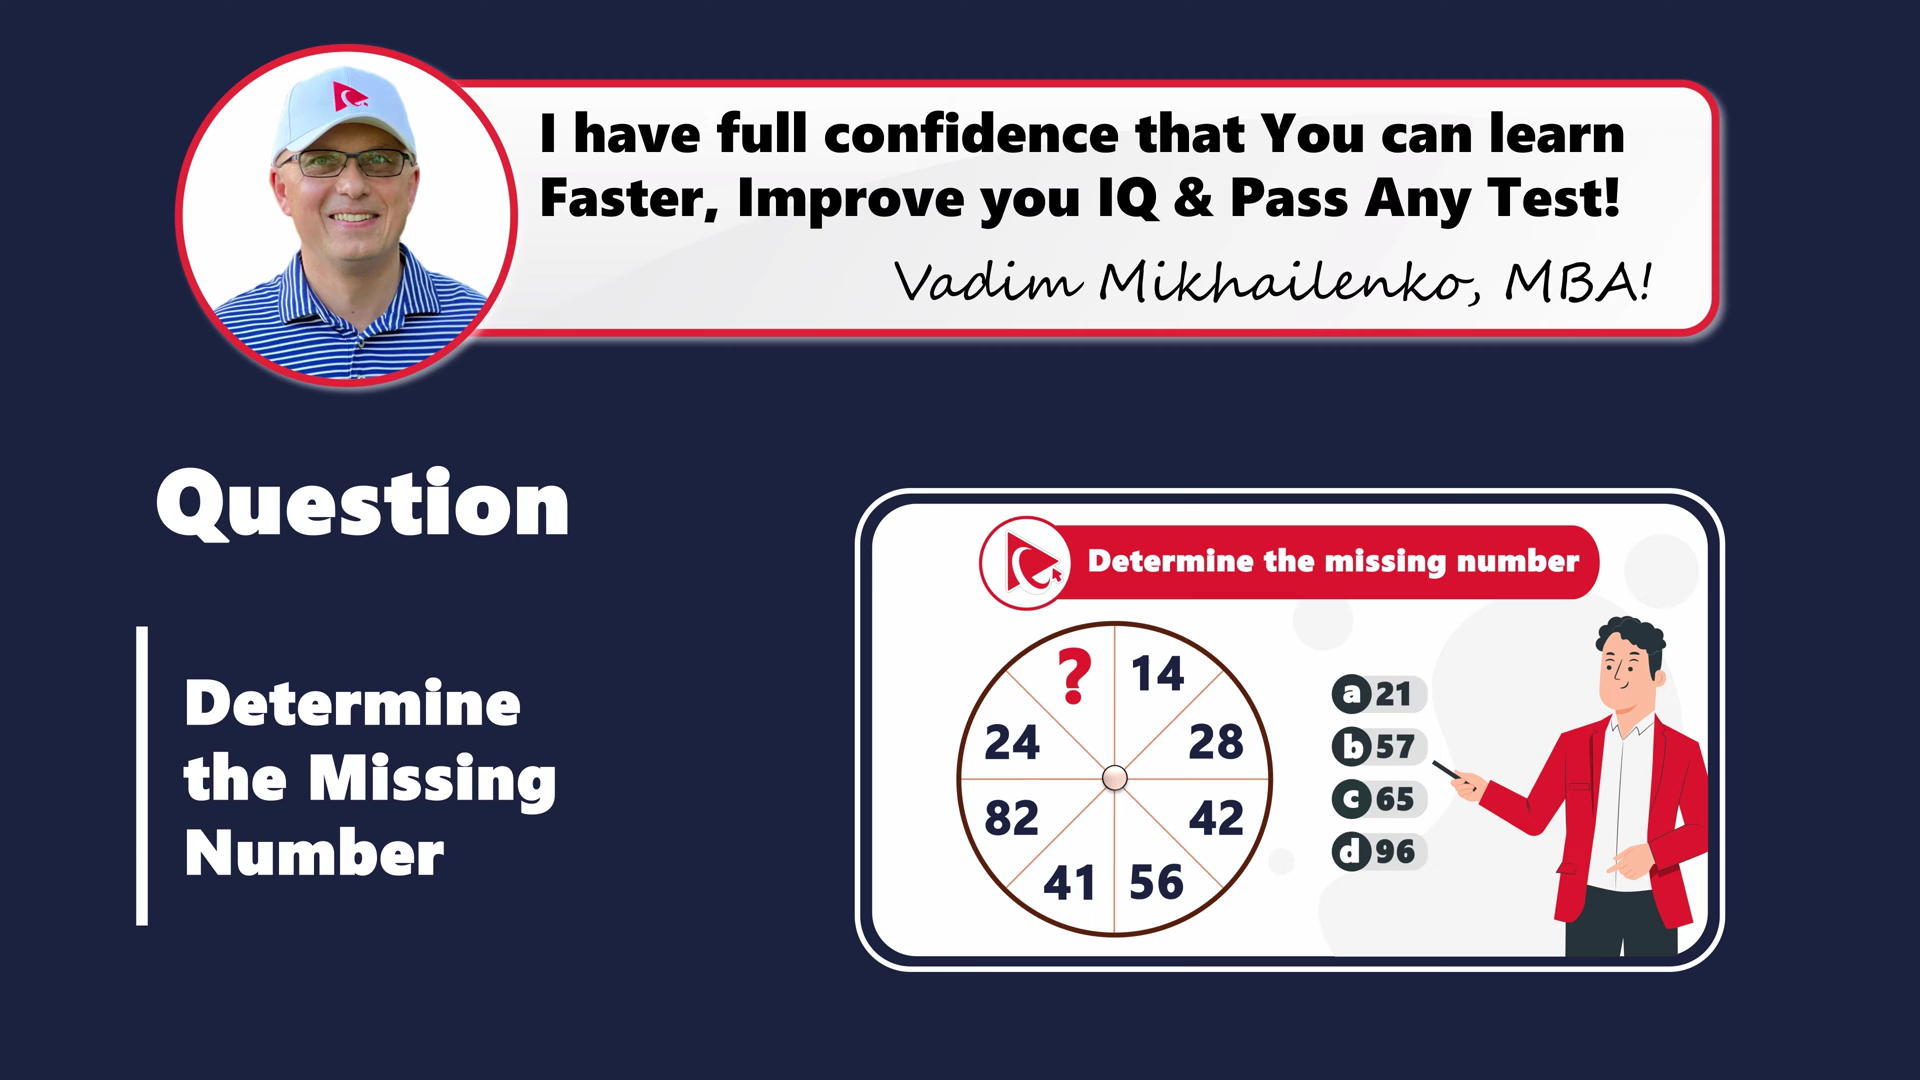 I have full confidence that You can learn
Faster, Improve you IQ & Pass Any Test!
Vadim Mikhailenko, MBA!
Question
Determine
the Missing
Number
Determine the missing number
? 14
24 28
82 42
41 56
a 21
b 57
c 65
d 96